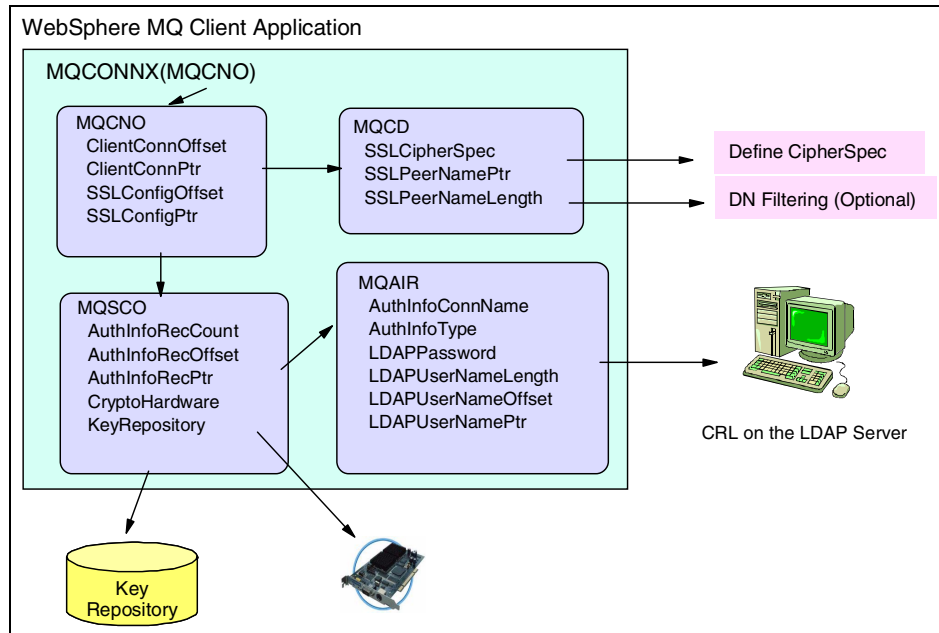 WebSphere MQ Client Application
MQCONNX(MQCNO)
MQCNO
ClientConnOffset
ClientConnPtr
SSLConfigOffset
SSLConfigPtr
MQCD
SSLCipherSpec
SSLPeerNamePtr
SSLPeerNameLength
Define CipherSpec
DN Filtering (Optional)
MQSCO
AuthInfoRecCount
AuthInfoRecOffset
AuthInfoRecPtr
CryptoHardware
KeyRepository
MQAIR
AuthInfoConnName
AuthInfoType
LDAPPassword
LDAPUserNameLength
LDAPUserNameOffset
LDAPUserNamePtr
CRL on the LDAP Server
Key
Repository